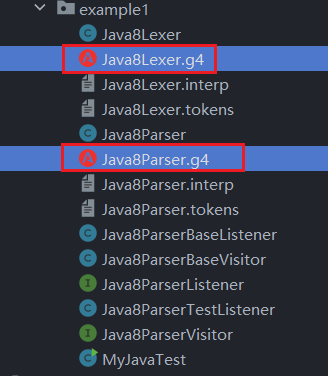 example1
Java8Lexer
Java8Lexer.g4
Java8Lexer.interp
Java8Lexer.tokens
Java8Parser
Java8Parser.g4
Java8Parser.interp
Java8Parser.tokens
Java8ParserBaseListener
Java8ParserBaseVisitor
Java8ParserListener
Java8ParserTestListener
Java8ParserVisitor
MyJavaTest